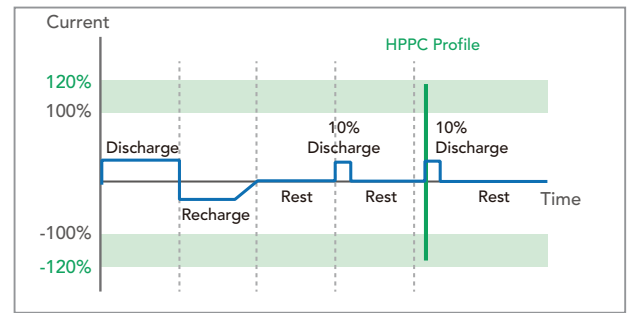 Current
HPPC Profile
120%
100%
Discharge
10%
Discharge
10%
Discharge
Rest
Rest
Rest
Time
Recharge
-100%
-120%